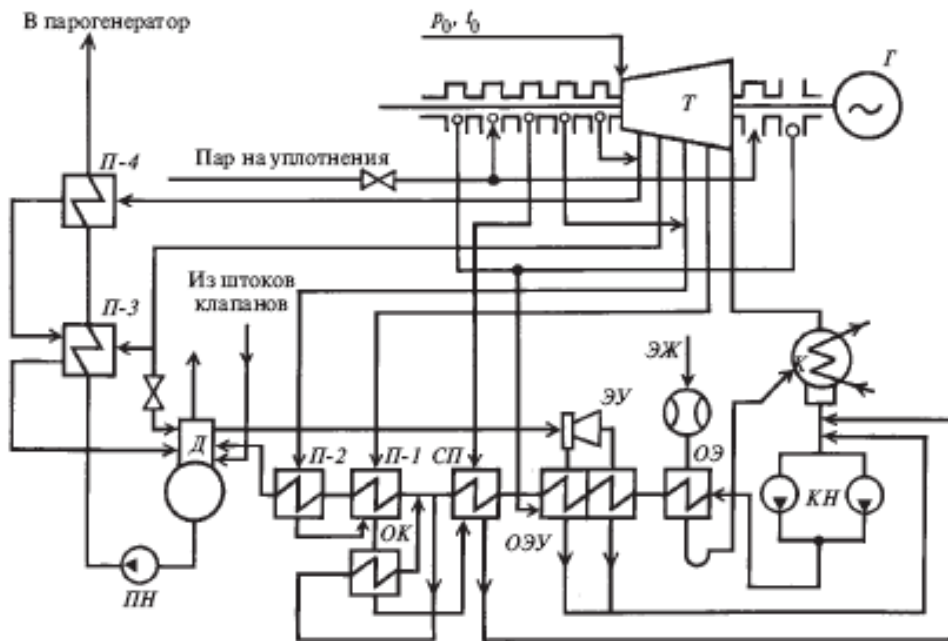 В парогенератор
p₀, t₀
Г
Т
П-4
Пар на уплотнения
Из штоков
клапанов
П-3
ЭЖ
К
ЭУ
Д
П-2
П-1
СП
ОЭ
КН
ОК
ОЭУ
ПН